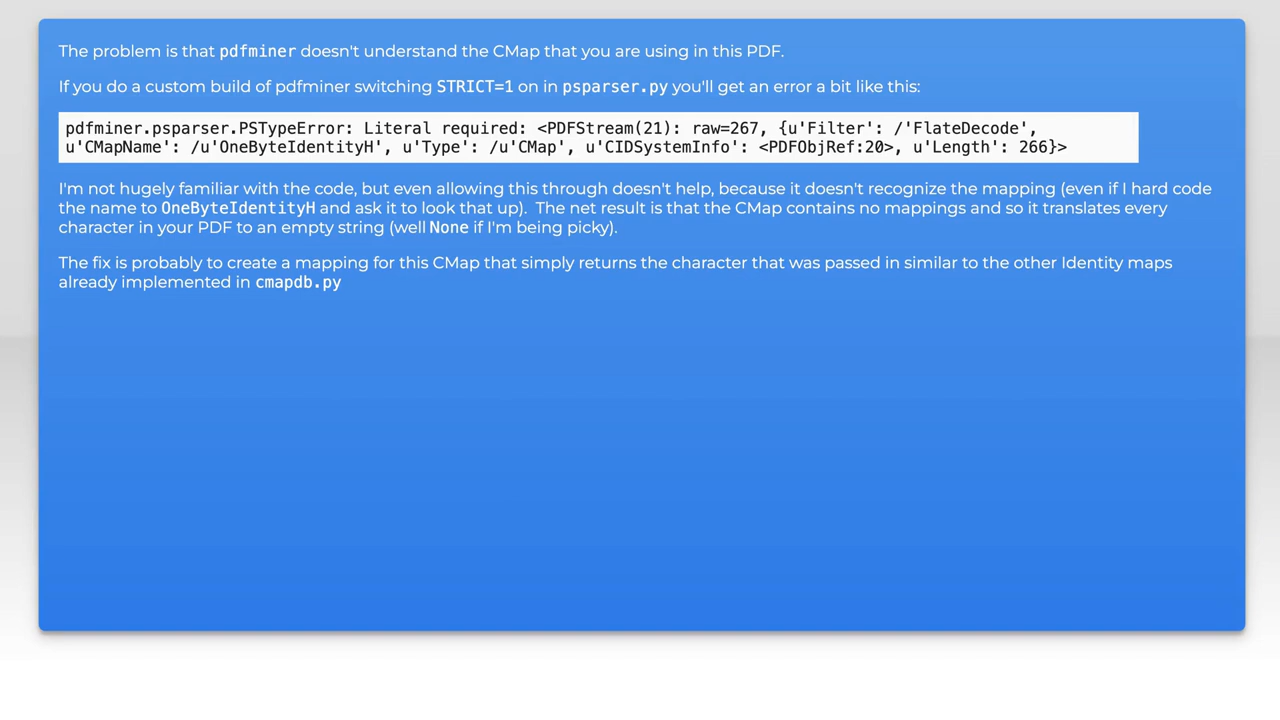 The problem is that pdfminer doesn't understand the CMap that you are using in this PDF.
If you do a custom build of pdfminer switching STRICT=1 on in psparser.py you'll get an error a bit like this:
pdfminer.psparser.PSTypeError: Literal required: <PDFStream(21): raw=267, {u'Filter': /'FlateDecode',
u'CMapName': /u'OneByteIdentityH', u'Type': /u'CMap', u'CIDSystemInfo': <PDFObjRef:20>, u'Length': 266}>
I'm not hugely familiar with the code, but even allowing this through doesn't help, because it doesn't recognize the mapping (even if I hard code
the name to OneByteIdentityH and ask it to look that up). The net result is that the CMap contains no mappings and so it translates every
character in your PDF to an empty string (well None if I'm being picky).
The fix is probably to create a mapping for this CMap that simply returns the character that was passed in similar to the other Identity maps
already implemented in cmapdb.py